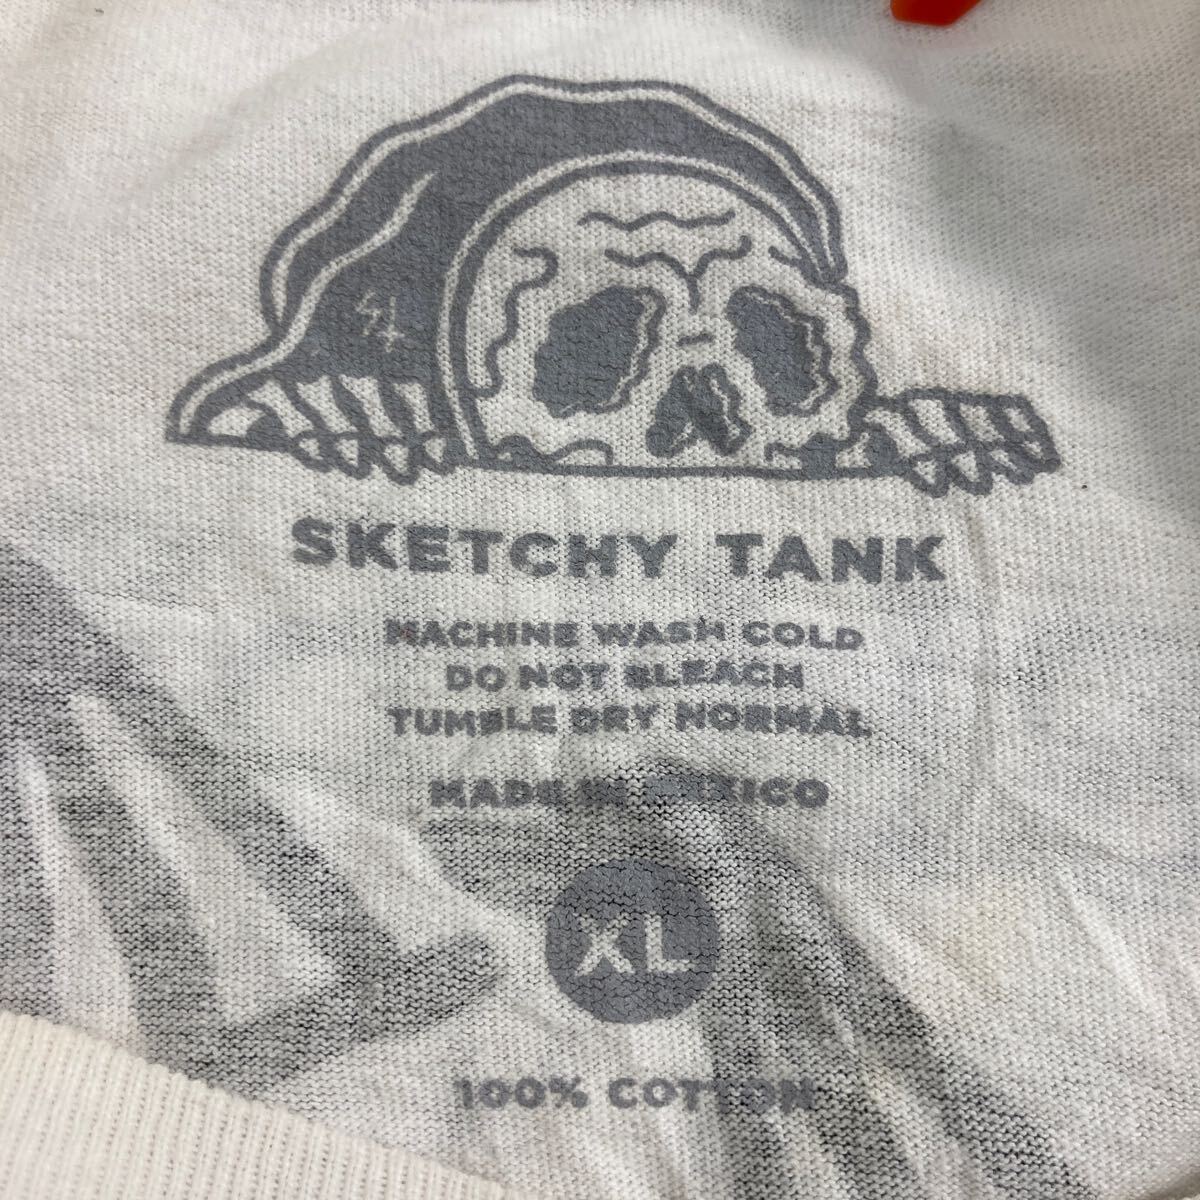 SKETCHY TANK
MACHINE WASH COLD
DO NOT BLEACH
TUMBLE DRY NORMAL
MADE IN MEXICO
XL
100% COTTON